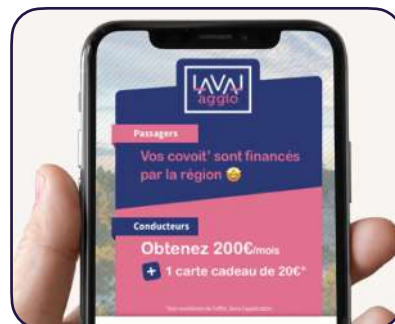 LAVAL
agglo
Passagers
Vos covoit' sont financés
par la région 🤩
Conducteurs
Obtenez 200€/mois
+ 1 carte cadeau de 20€*